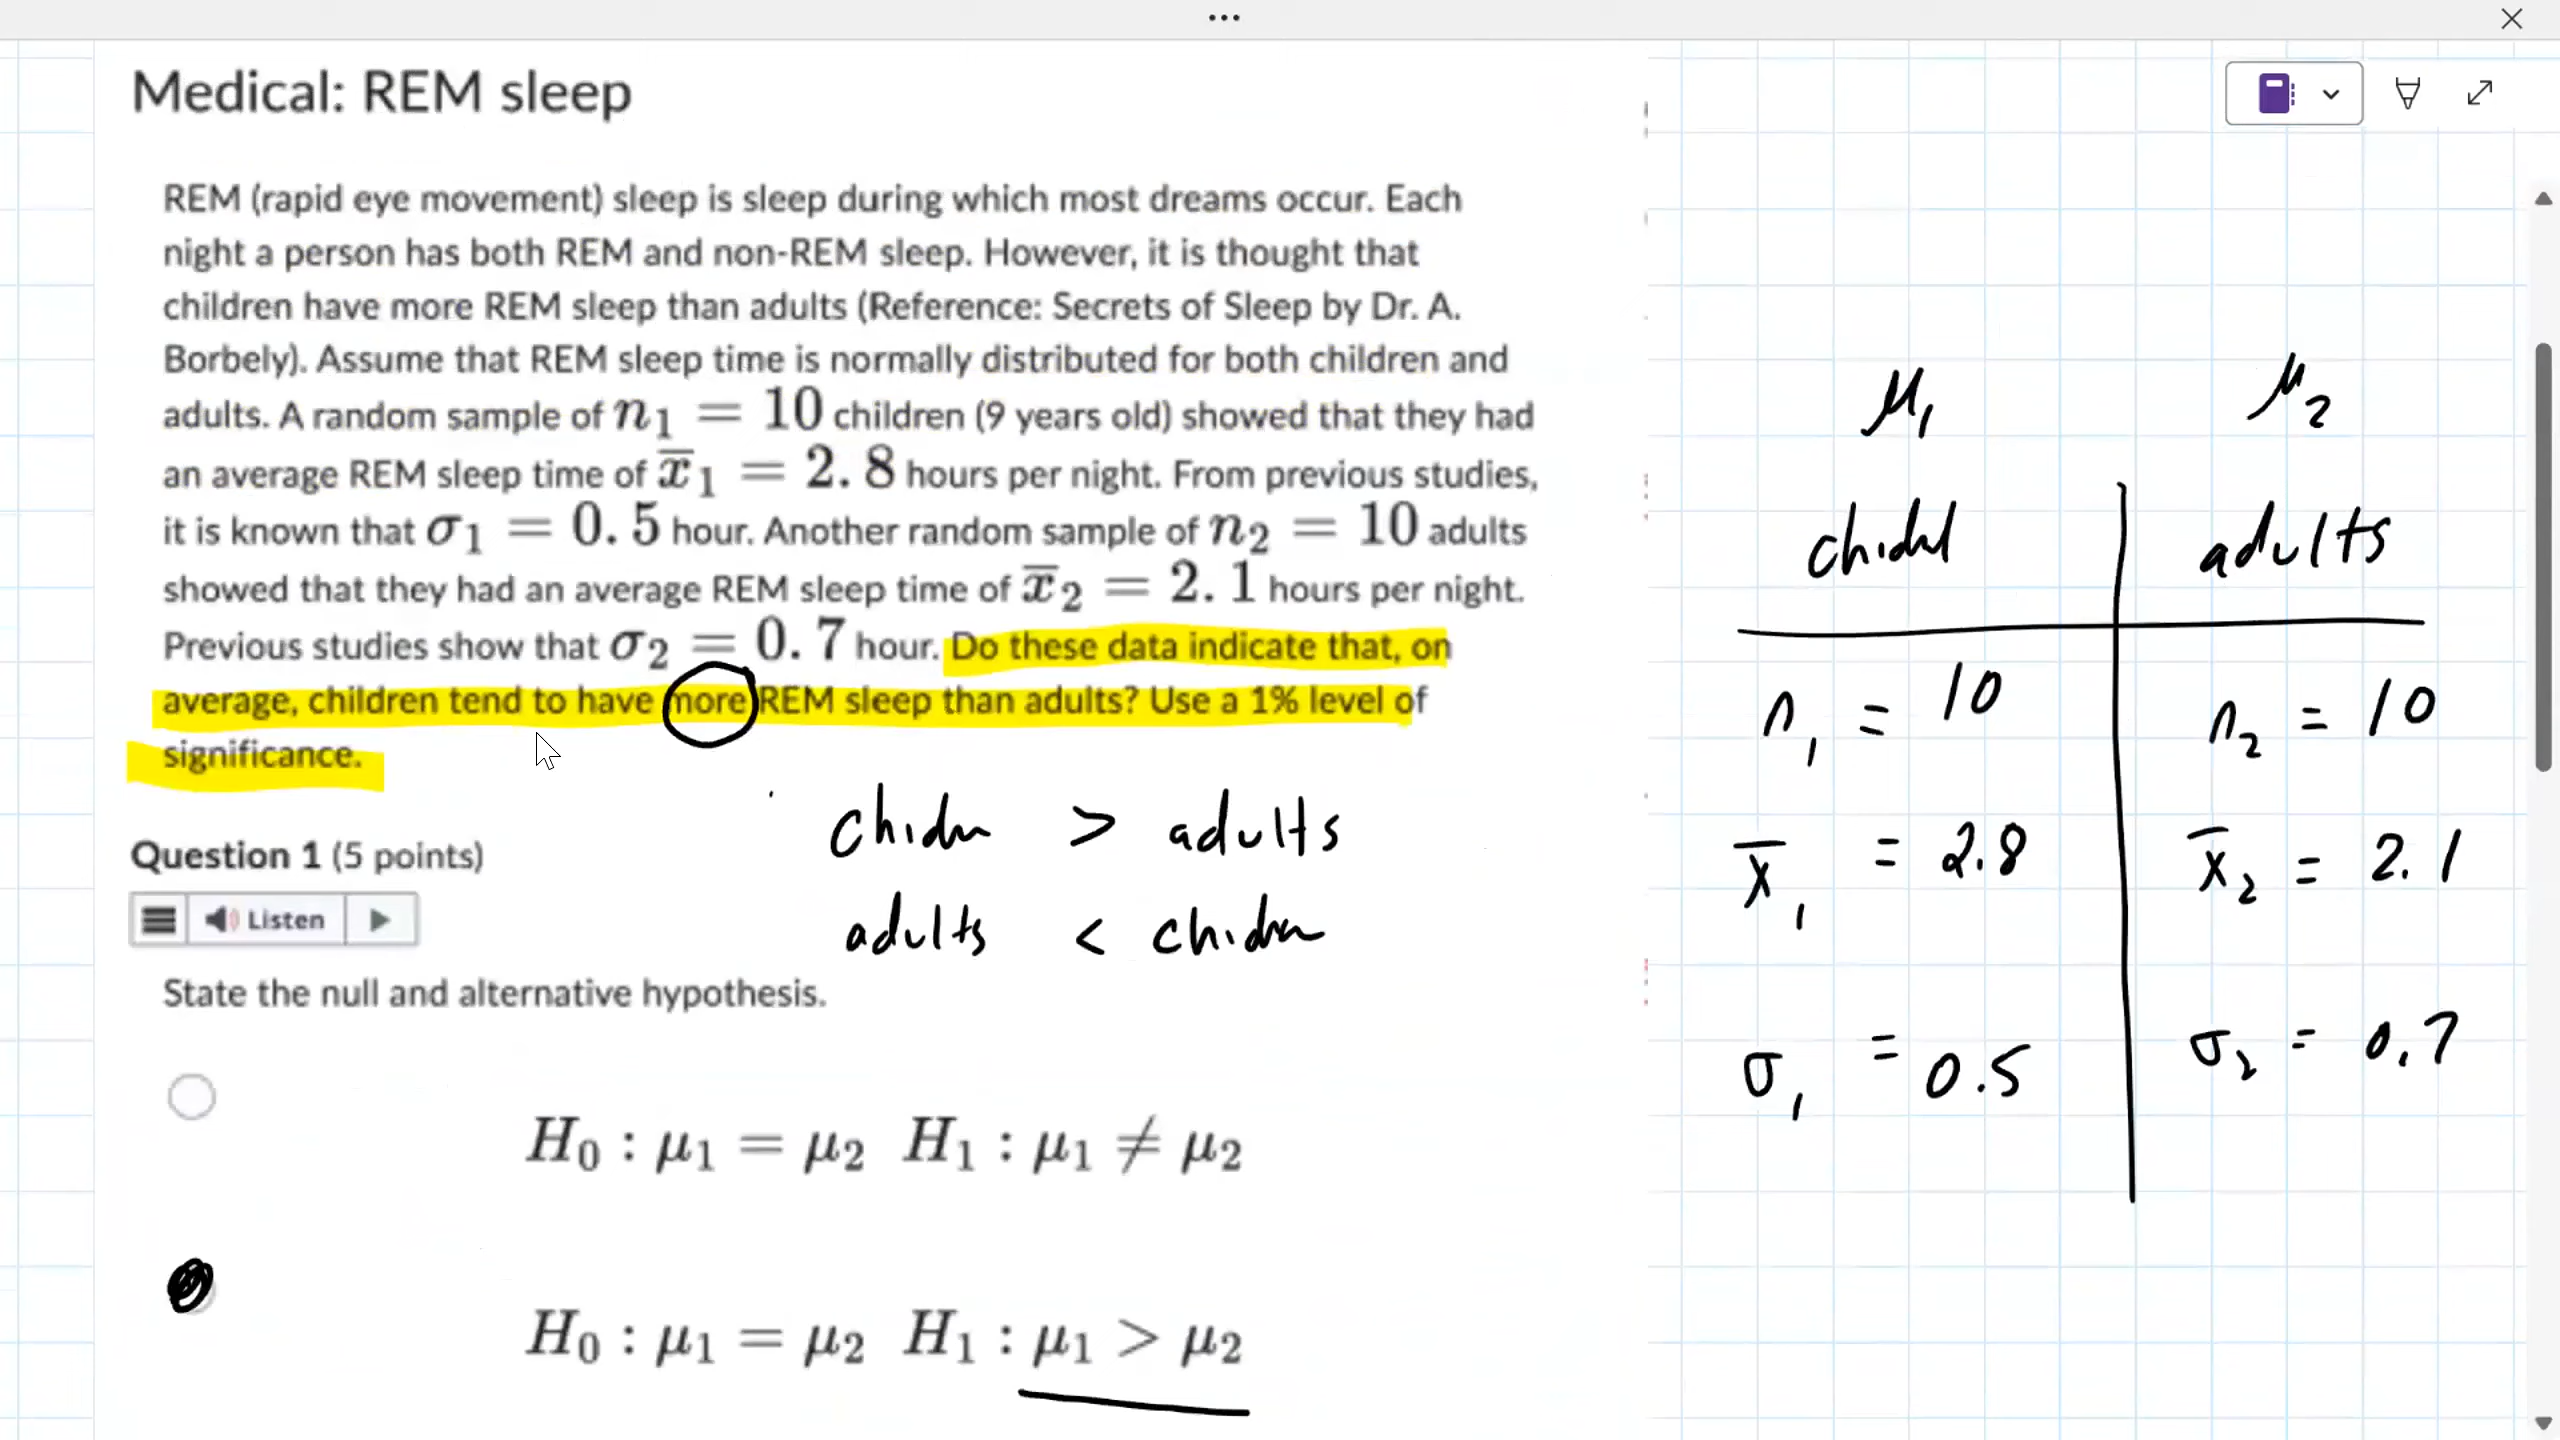 Medical: REM sleep
REM (rapid eye movement) sleep is sleep during which most dreams occur. Each
night a person has both REM and non-REM sleep. However, it is thought that
children have more REM sleep than adults (Reference: Secrets of Sleep by Dr. A.
Borbely). Assume that REM sleep time is normally distributed for both children and
adults. A random sample of n₁ = 10 children (9 years old) showed that they had
an average REM sleep time of x̄₁ = 2.8 hours per night. From previous studies,
it is known that σ₁ = 0.5 hour. Another random sample of n₂ = 10 adults
showed that they had an average REM sleep time of x̄₂ = 2.1 hours per night.
Previous studies show that σ₂ = 0.7 hour. Do these data indicate that, on
average, children tend to have more REM sleep than adults? Use a 1% level of
significance.
> adults
adults <
Question 1 (5 points)
Listen
State the null and alternative hypothesis.
H₀ : μ₁ = μ₂ H₁ : μ₁ ≠ μ₂
H₀ : μ₁ = μ₂ H₁ : μ₁ > μ₂
μ₁ μ₂
adults
n₁ = 10 n₂ = 10
x̄₁ = 2.8 x̄₂ = 2.1
σ₁ = 0.5 σ₂ = 0.7